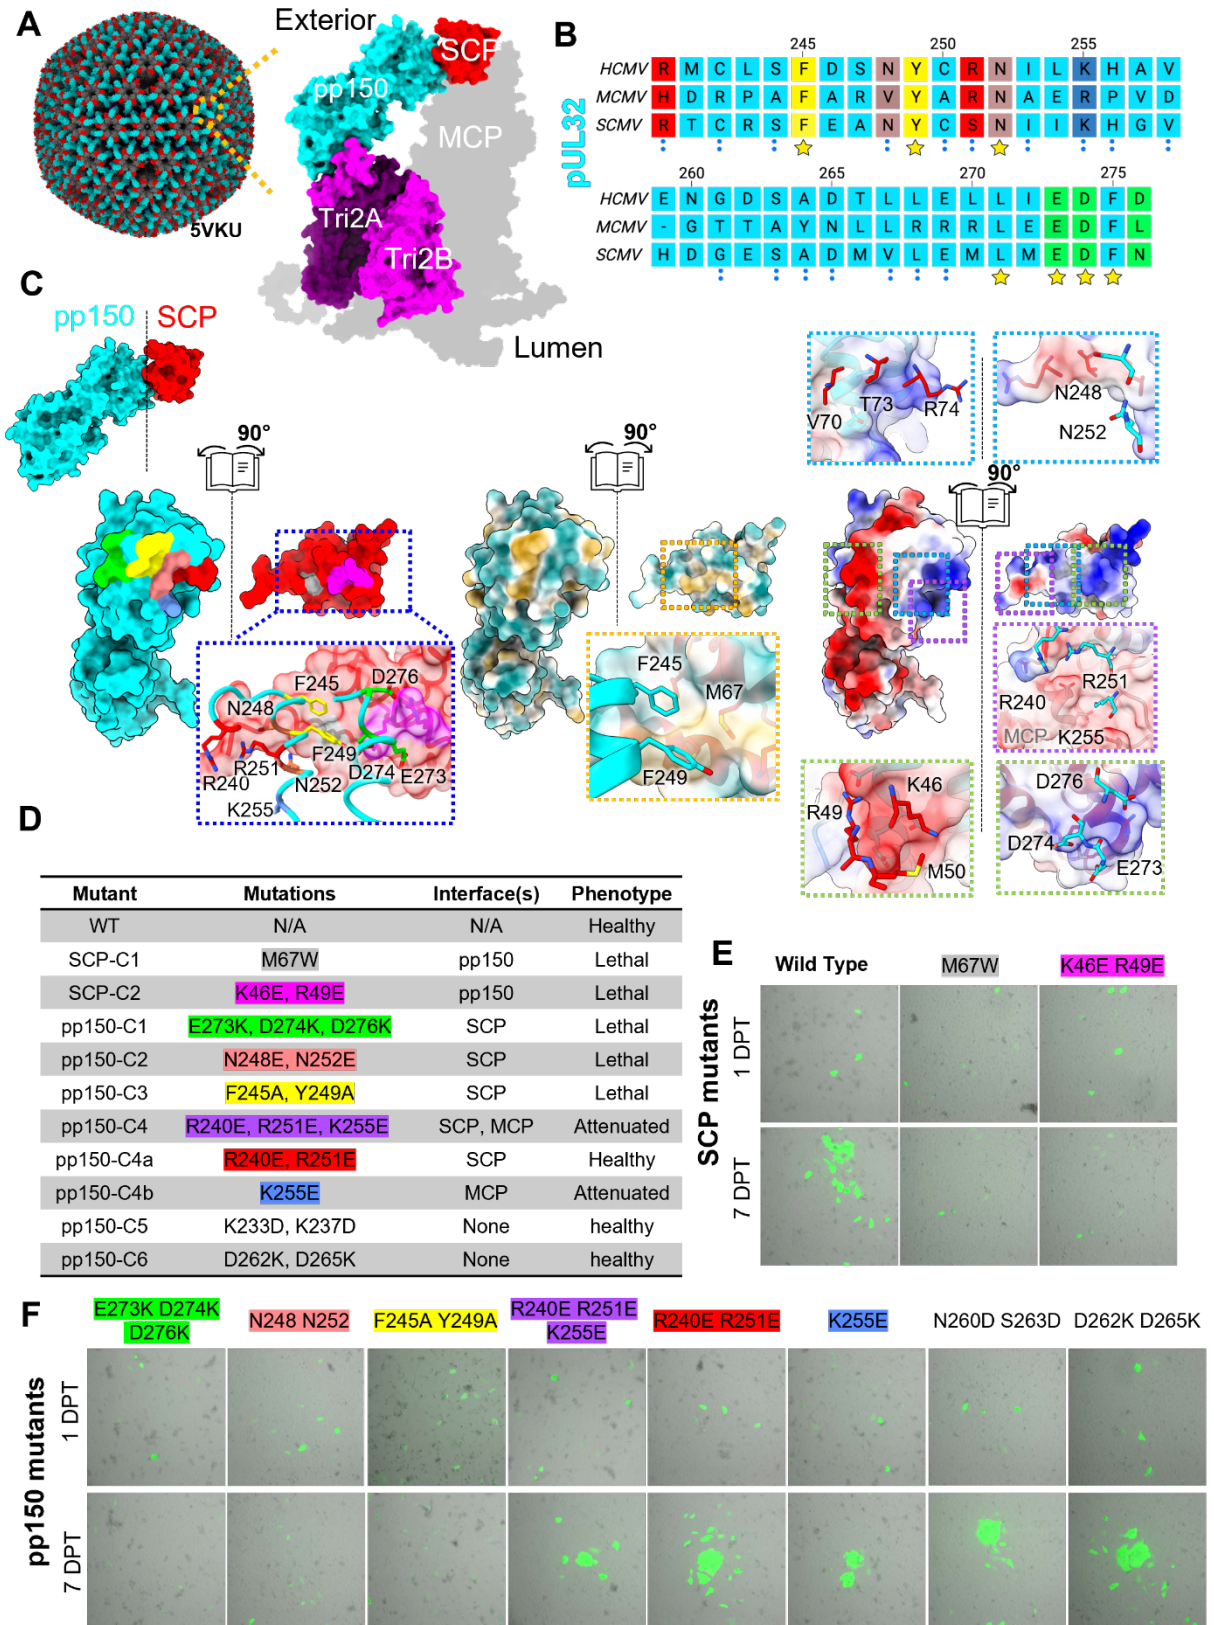 A
Exterior
SCP
pp150
MCP
Tri2A
Tri2B
Lumen
5VKU
B
pUL32
245 250 255
HCMV R M C L S F D S N Y C R N I L K H A V
MCMV H D R P A F A R V Y A R N A E R P V D
SCMV R T C R S F E A N Y C S N I I K H G V
260 265 270 275
HCMV E N G D S A D T L L E L L I E D F D
MCMV - G T T A Y N L L R R R L E E D F L
SCMV H D G E S A D M V L E M L M E D F N
C
pp150 SCP
90°
90°
90°
V70 T73 R74
N248
N252
F245 D276
N248
F249
R240 R251 N252 D274 E273
K255
F245
M67
F249
R240 R251
MCP K255
K46
R49
M50
D276
D274
E273
D
Mutant Mutations Interface(s) Phenotype
WT N/A N/A Healthy
SCP-C1 M67W pp150 Lethal
SCP-C2 K46E, R49E pp150 Lethal
pp150-C1 E273K, D274K, D276K SCP Lethal
pp150-C2 N248E, N252E SCP Lethal
pp150-C3 F245A, Y249A SCP Lethal
pp150-C4 R240E, R251E, K255E SCP, MCP Attenuated
pp150-C4a R240E, R251E SCP Healthy
pp150-C4b K255E MCP Attenuated
pp150-C5 K233D, K237D None healthy
pp150-C6 D262K, D265K None healthy
E
Wild Type M67W K46E R49E
SCP mutants
1 DPT
7 DPT
F
E273K D274K D276K
N248 N252
F245A Y249A
R240E R251E K255E
R240E R251E
K255E
N260D S263D
D262K D265K
pp150 mutants
1 DPT
7 DPT